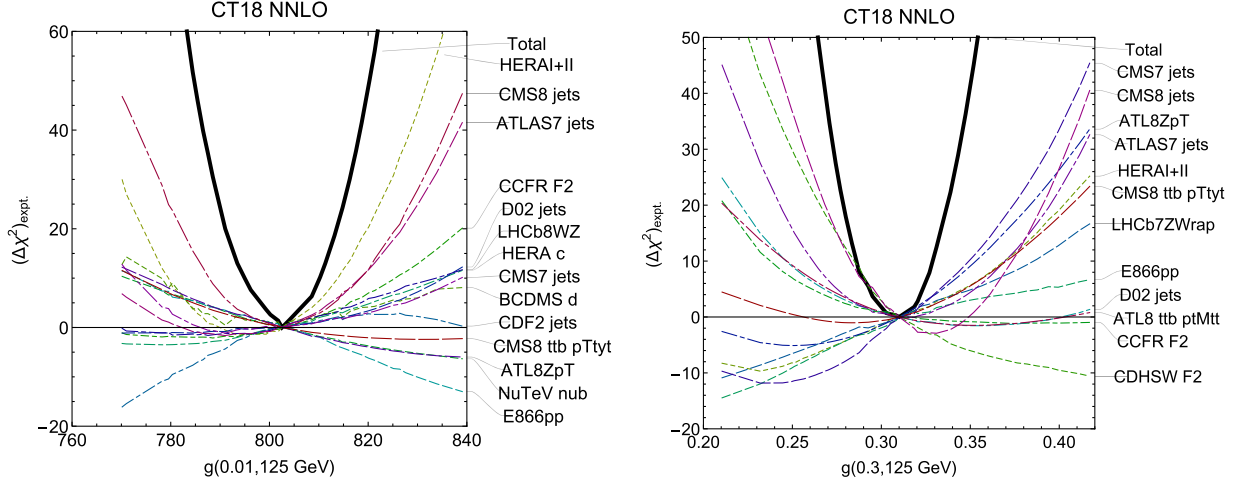 CT18 NNLO
60
40
20
0
−20
760
780
800
820
840
(Δχ²)expt.
g(0.01,125 GeV)
Total
HERAI+II
CMS8 jets
ATLAS7 jets
CCFR F2
D02 jets
LHCb8WZ
HERA c
CMS7 jets
BCDMS d
CDF2 jets
CMS8 ttb pTtyt
ATL8ZpT
NuTeV nub
E866pp
CT18 NNLO
50
40
30
20
10
0
−10
−20
0.20
0.25
0.30
0.35
0.40
(Δχ²)expt.
g(0.3,125 GeV)
Total
CMS7 jets
CMS8 jets
ATL8ZpT
ATLAS7 jets
HERAI+II
CMS8 ttb pTtyt
LHCb7ZWrap
E866pp
D02 jets
ATL8 ttb ptMtt
CCFR F2
CDHSW F2